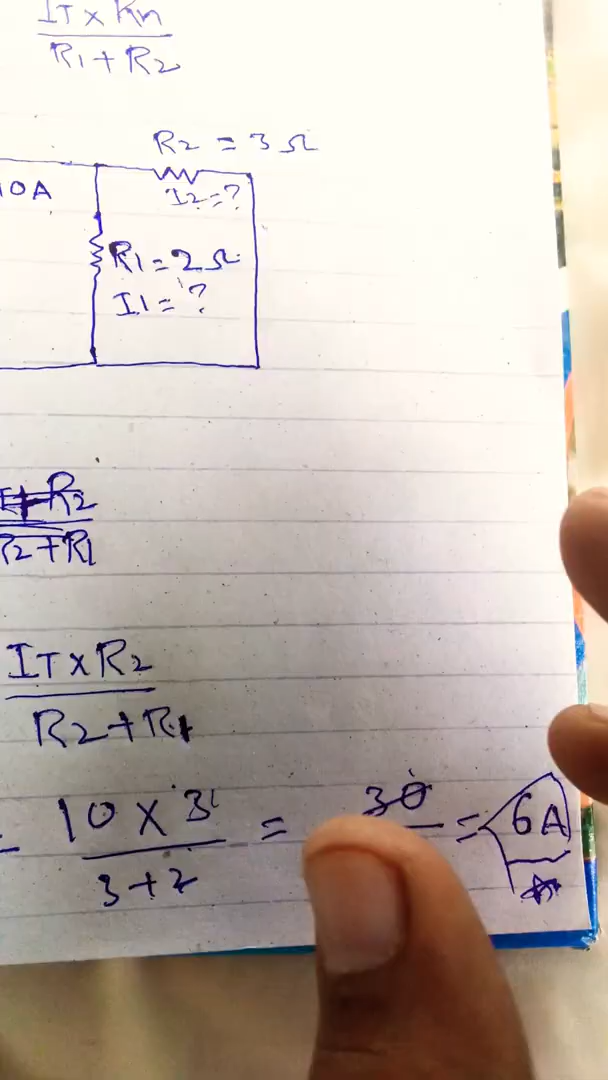 IT × Rn
R1 + R2
R2 = 3 Ω
10A
I2 = ?
R1 = 2 Ω
I1 = ?
R2
R2 + R1
IT × R2
R2 + R1
= 10 × 3 = 30 = 6A
3 + 2